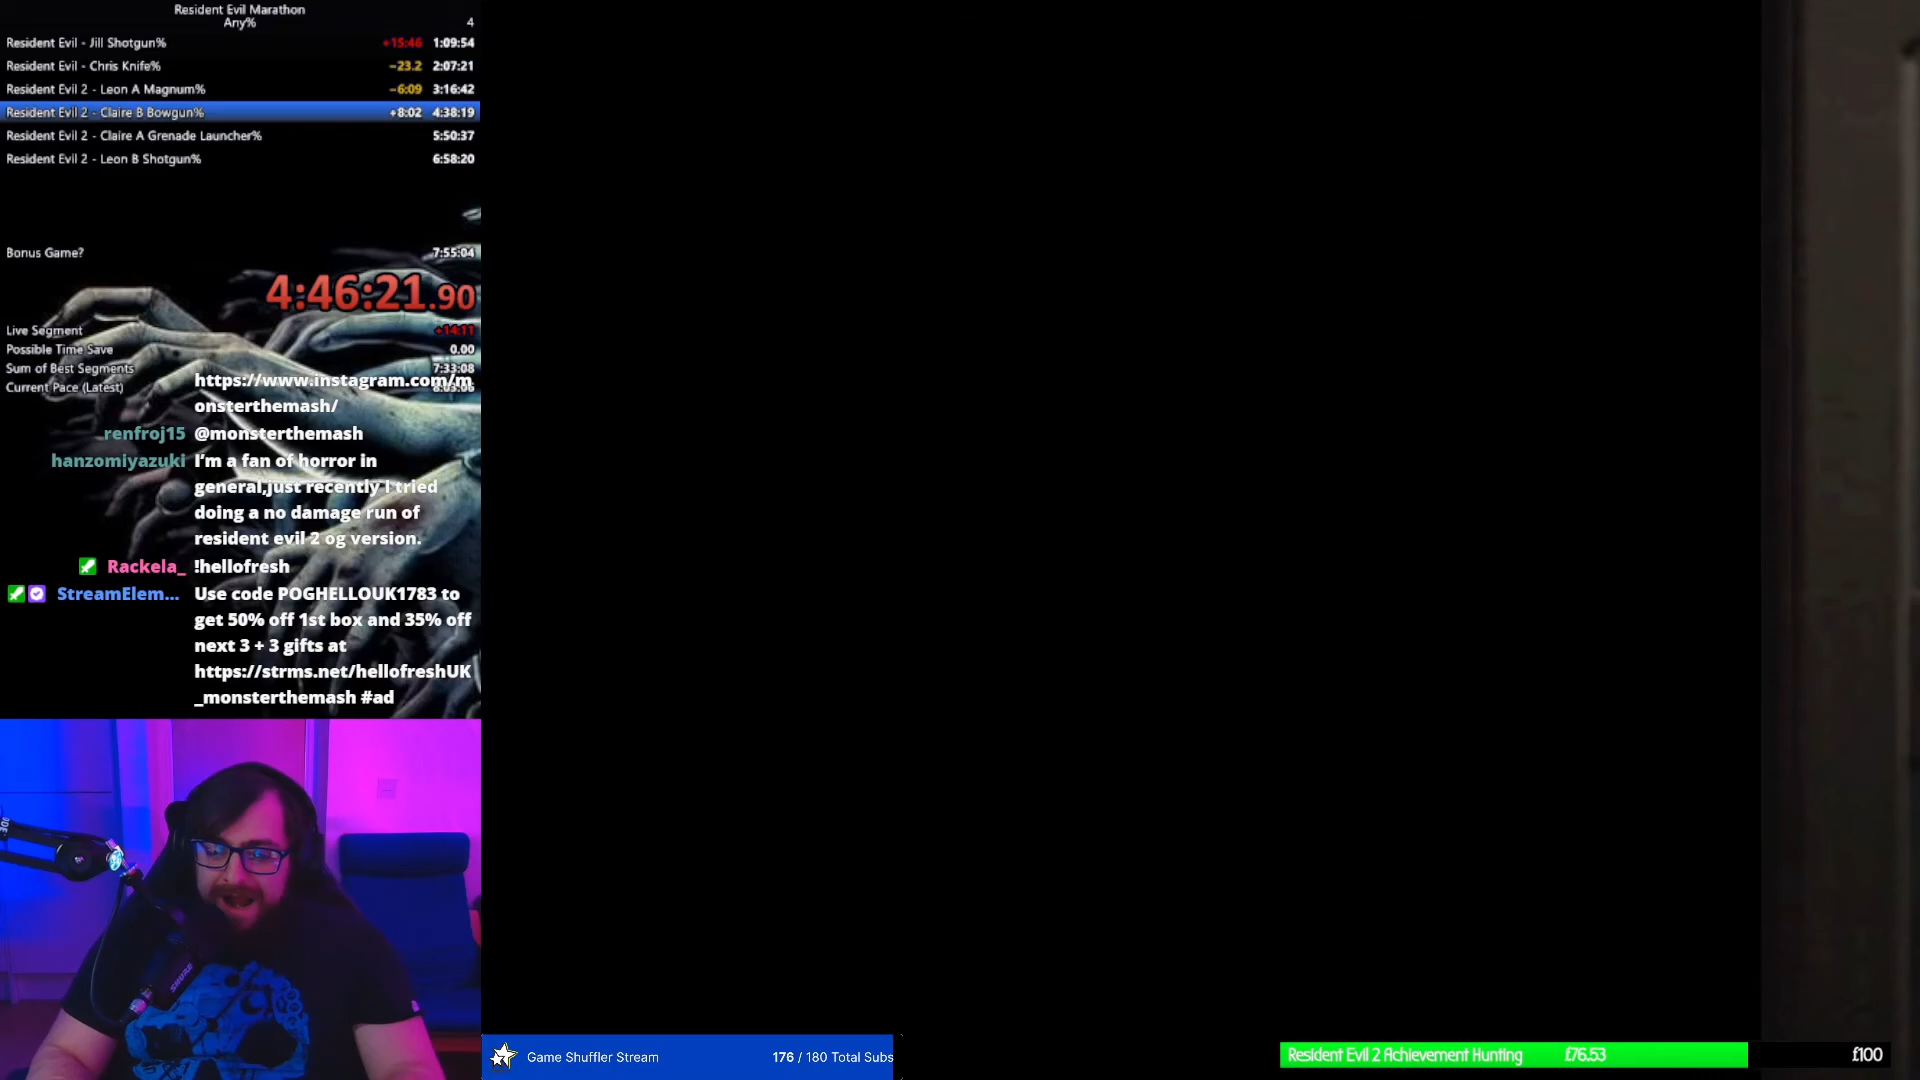 Resident Evil Marathon
Any%
4
Resident Evil - Jill Shotgun% +15:46 1:09:54
Resident Evil - Chris Knife% −23.2 2:07:21
Resident Evil 2 - Leon A Magnum% −6:09 3:16:42
Resident Evil 2 - Claire B Bowgun% +8:02 4:38:19
Resident Evil 2 - Claire A Grenade Launcher% 5:50:37
Resident Evil 2 - Leon B Shotgun% 6:58:20
Bonus Game? 7:55:04
4:46:21.90
Live Segment +14:11
Possible Time Save 0.00
Sum of Best Segments 7:33:08
Current Pace (Latest) 8:03:06
https://www.instagram.com/m
onsterthemash/
renfroj15 @monsterthemash
hanzomiyazuki I'm a fan of horror in
general,just recently I tried
doing a no damage run of
resident evil 2 og version.
Rackela_ !hellofresh
StreamElem... Use code POGHELLOUK1783 to
get 50% off 1st box and 35% off
next 3 + 3 gifts at
https://strms.net/hellofreshUK
_monsterthemash #ad
SHURE
Game Shuffler Stream 176 / 180 Total Subs
Resident Evil 2 Achievement Hunting £76.53 £100